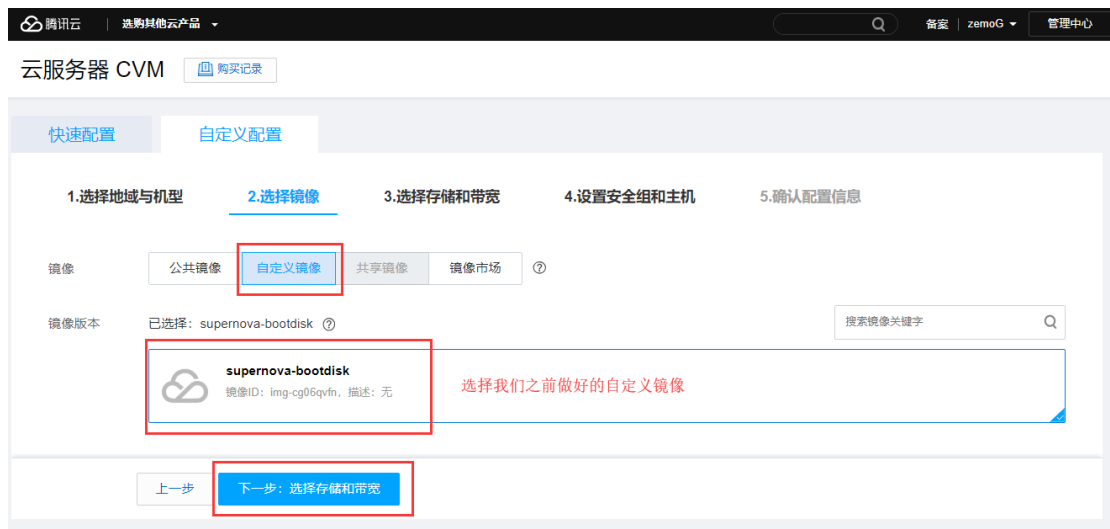 腾讯云 选购其他云产品 备案 zemoG 管理中心
云服务器 CVM 购买记录
快速配置 自定义配置
1.选择地域与机型 2.选择镜像 3.选择存储和带宽 4.设置安全组和主机 5.确认配置信息
镜像 公共镜像 自定义镜像 共享镜像 镜像市场
镜像版本 已选择：supernova-bootdisk 搜索镜像关键字
supernova-bootdisk
镜像ID：img-cg06qvfn，描述：无
选择我们之前做好的自定义镜像
上一步 下一步：选择存储和带宽